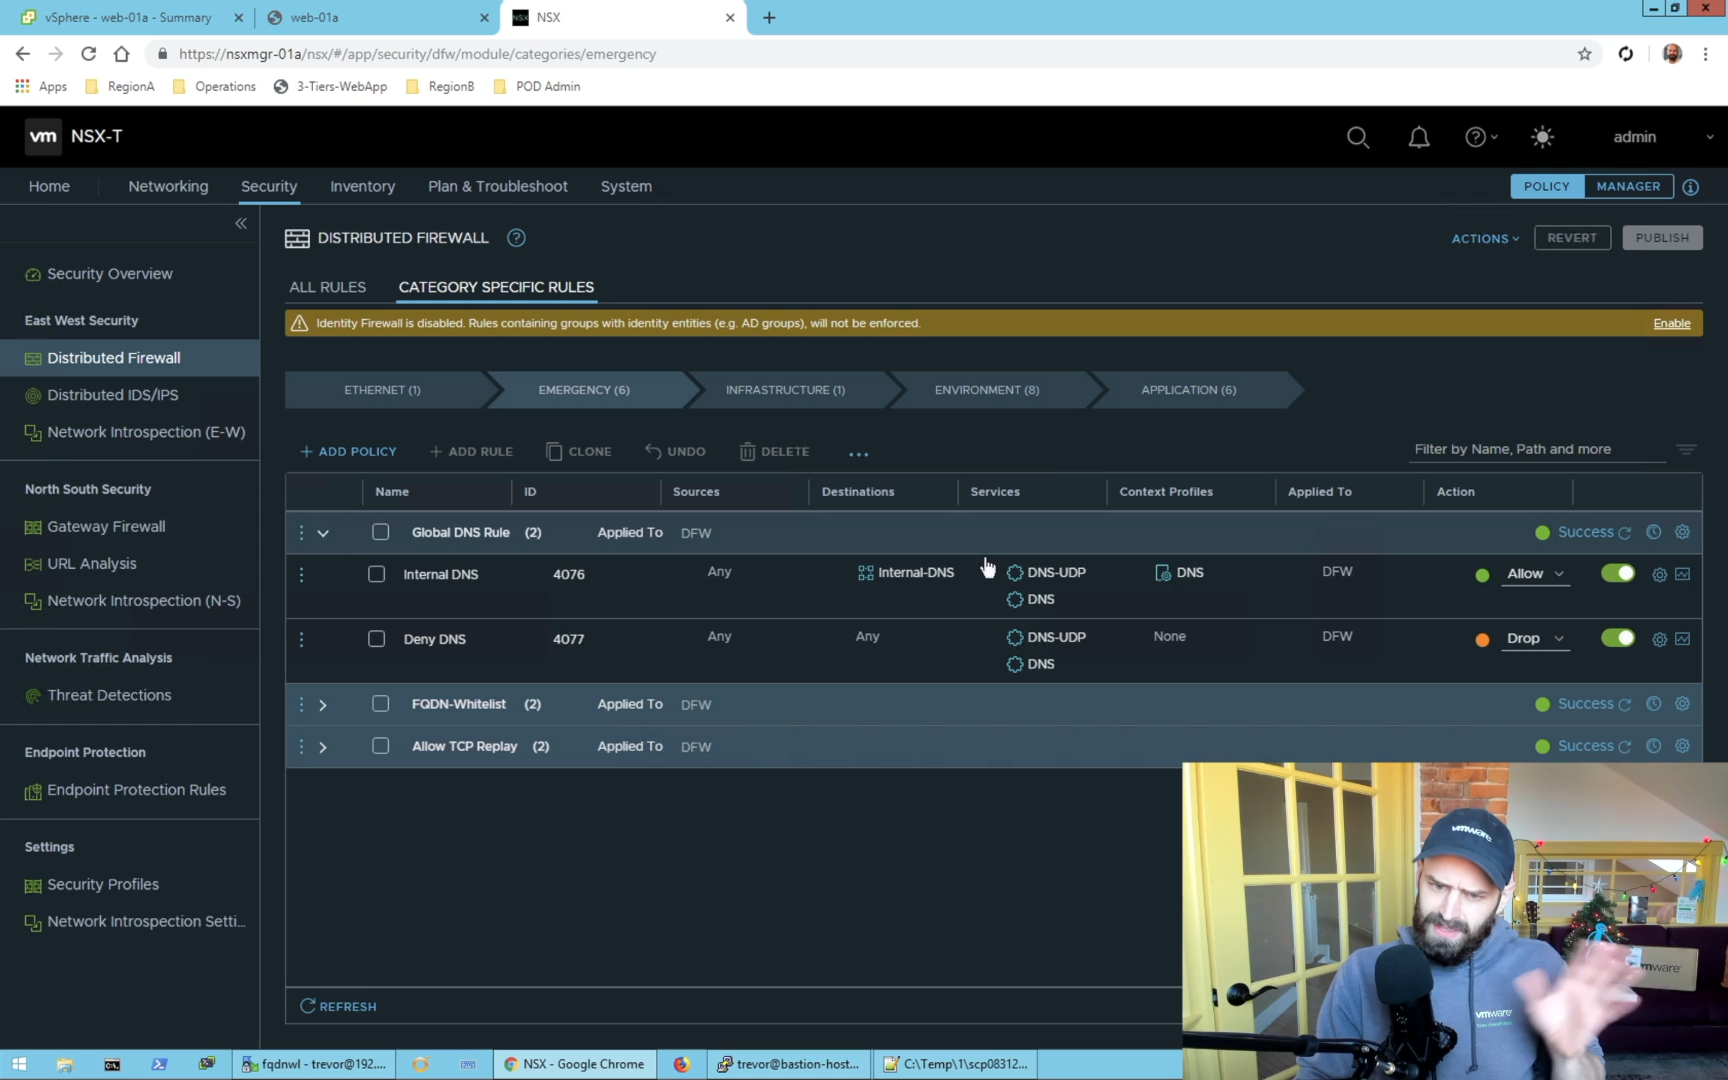 vSphere - web-01a - Summary
web-01a
NSX
https://nsxmgr-01a/nsx/#/app/security/dfw/module/categories/emergency
Apps
RegionA
Operations
3-Tiers-WebApp
RegionB
POD Admin
vm NSX-T
admin
Home
Networking
Security
Inventory
Plan & Troubleshoot
System
POLICY
MANAGER
Security Overview
East West Security
Distributed Firewall
Distributed IDS/IPS
Network Introspection (E-W)
North South Security
Gateway Firewall
URL Analysis
Network Introspection (N-S)
Network Traffic Analysis
Threat Detections
Endpoint Protection
Endpoint Protection Rules
Settings
Security Profiles
Network Introspection Setti...
DISTRIBUTED FIREWALL
ACTIONS
REVERT
PUBLISH
ALL RULES
CATEGORY SPECIFIC RULES
Identity Firewall is disabled. Rules containing groups with identity entities (e.g. AD groups), will not be enforced.
Enable
ETHERNET (1)
EMERGENCY (6)
INFRASTRUCTURE (1)
ENVIRONMENT (8)
APPLICATION (6)
+ ADD POLICY
+ ADD RULE
CLONE
UNDO
DELETE
...
Filter by Name, Path and more
Name
ID
Sources
Destinations
Services
Context Profiles
Applied To
Action
Global DNS Rule (2) Applied To DFW Success
Internal DNS 4076 Any Internal-DNS DNS-UDP DNS DFW Allow
DNS
Deny DNS 4077 Any Any DNS-UDP None DFW Drop
DNS
FQDN-Whitelist (2) Applied To DFW Success
Allow TCP Replay (2) Applied To DFW Success
REFRESH
vmware
vmware
vmware
fqdnwl - trevor@192....
NSX - Google Chrome
trevor@bastion-host...
C:\Temp\1\scp08312...